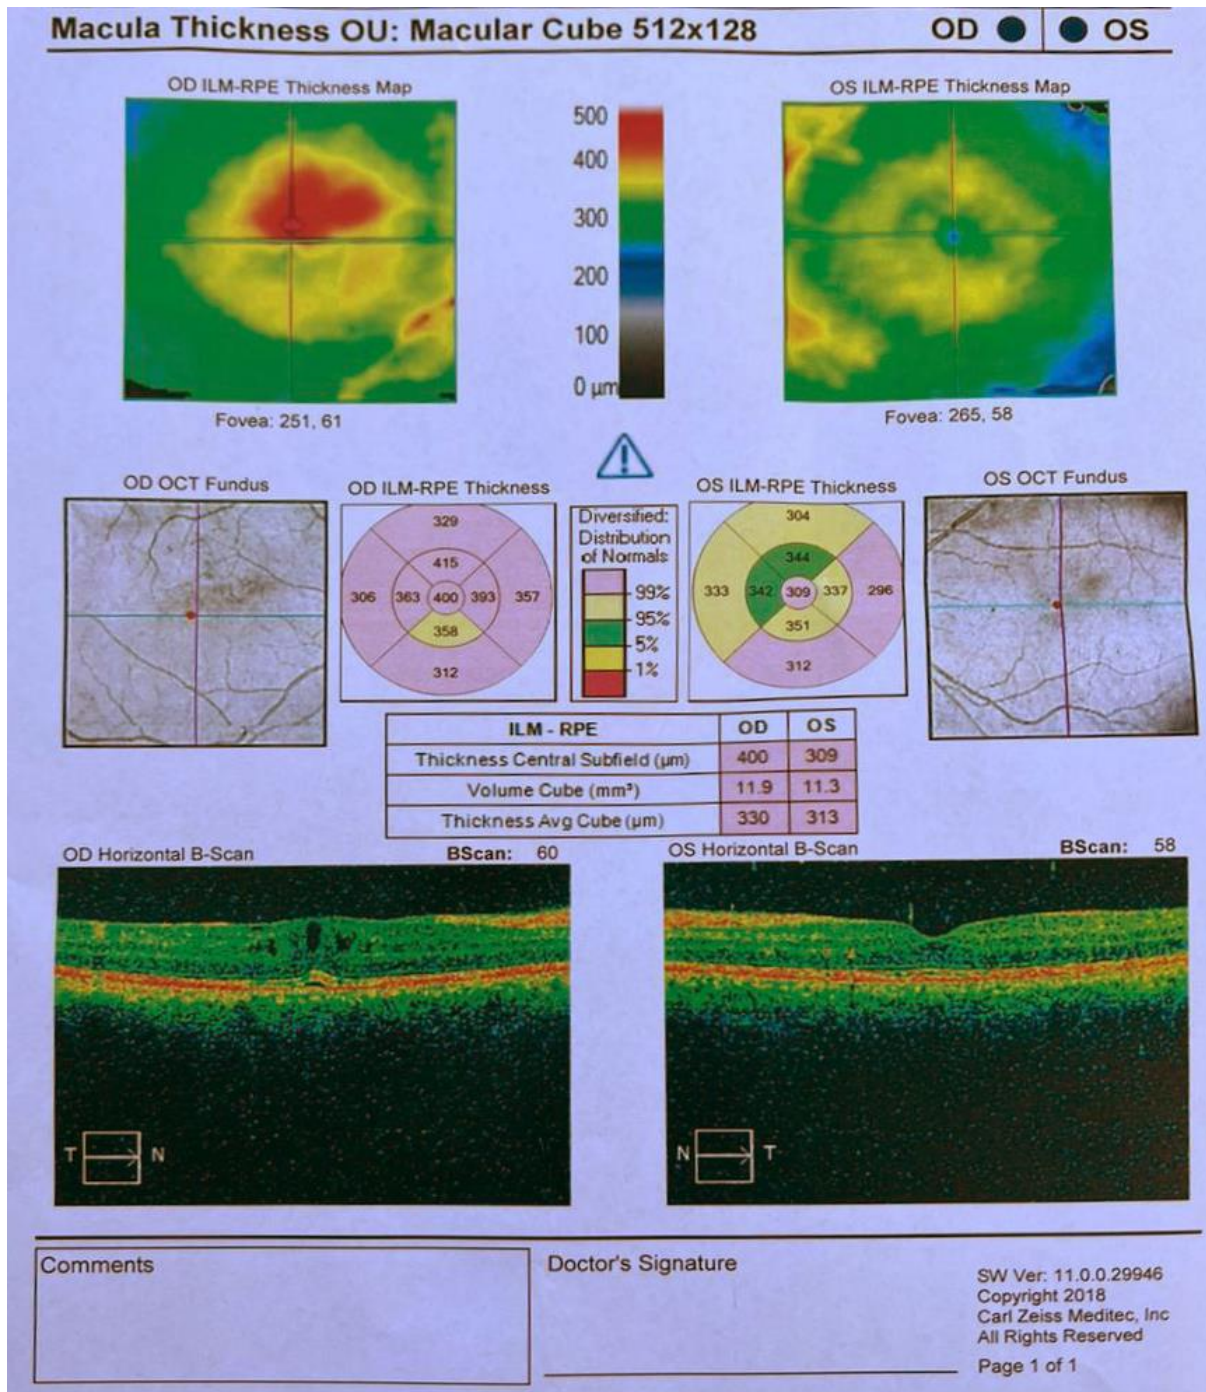 Macula Thickness OU: Macular Cube 512x128 OD OS
OD ILM-RPE Thickness Map
OS ILM-RPE Thickness Map
500
400
300
200
100
0 µm
Fovea: 251, 61
Fovea: 265, 58
OD OCT Fundus
OD ILM-RPE Thickness
OS ILM-RPE Thickness
OS OCT Fundus
329
415
306 363 400 393 357
358
312
Diversified:
Distribution
of Normals
99%
95%
5%
1%
304
344
333 342 309 337 296
351
312
ILM - RPE OD OS
Thickness Central Subfield (µm) 400 309
Volume Cube (mm³) 11.9 11.3
Thickness Avg Cube (µm) 330 313
OD Horizontal B-Scan BScan: 60
OS Horizontal B-Scan BScan: 58
T N
N T
Comments
Doctor's Signature
SW Ver: 11.0.0.29946
Copyright 2018
Carl Zeiss Meditec, Inc
All Rights Reserved
Page 1 of 1